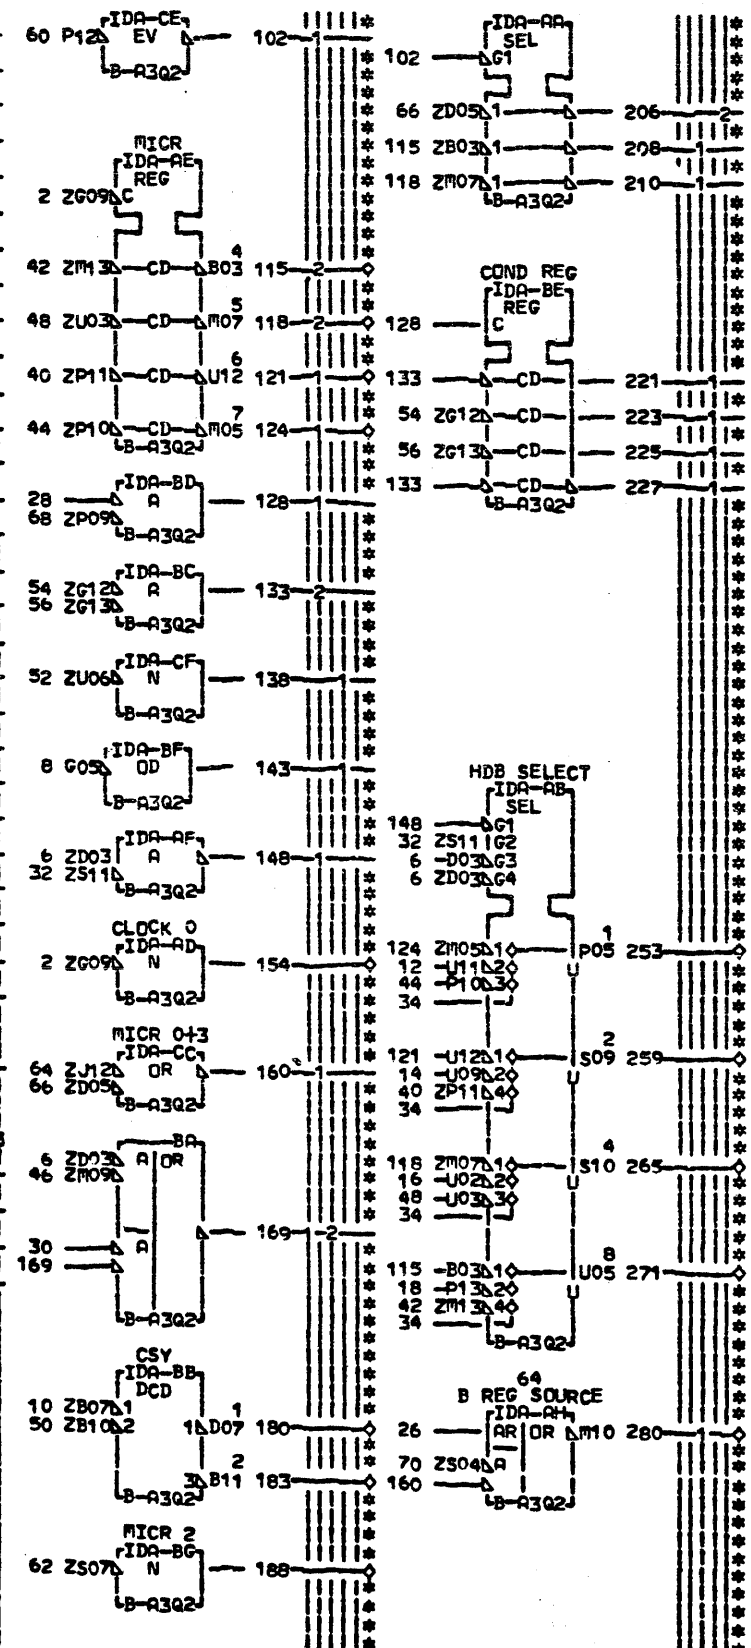 IDA-CE
60 P12 EV 102 1
B-A3Q2
MICR
IDA-AE
REG
2 ZG09 C
4
42 ZM13 CD B03 115 2
5
48 ZU03 CD M07 118 2
6
40 ZP11 CD U12 121 1
7
44 ZP10 CD M05 124 1
B-A3Q2
IDA-BD
28 A 128 1
68 ZP09
B-A3Q2
IDA-BC
54 ZG12 A 133 2
56 ZG13
B-A3Q2
IDA-CF
52 ZU06 N 138 1
B-A3Q2
IDA-BF
8 G05 OD 143 1
B-A3Q2
IDA-AF
6 ZD03 A 148 1
32 ZS11
B-A3Q2
CLOCK 0
IDA-AD
2 ZG09 N 154
B-A3Q2
MICR 0+3
IDA-CC
64 ZJ12 OR 160 1
66 ZD05
B-A3Q2
BA
6 ZD03 A OR
46 ZM09
169 1 2
30 A
169
B-A3Q2
CSY
IDA-BB
DCD
10 ZB07 1
1
50 ZB10 2 1 D07 180
2
3 B11 183
B-A3Q2
MICR 2
IDA-BG
62 ZS07 N 188
B-A3Q2
IDA-AA
SEL
102 G1
66 ZD05 1 206 2
115 ZB03 1 208 1
118 ZM07 1 210 1
B-A3Q2
COND REG
IDA-BE
REG
128 C
133 CD 221 1
54 ZG12 CD 223 1
56 ZG13 CD 225 1
133 CD 227 1
B-A3Q2
HDB SELECT
IDA-AB
SEL
148 G1
32 ZS11 G2
6 -D03 G3
6 ZD03 G4
1
124 ZM05 1 P05 253
12 -U11 2 U
44 -P10 3
34
2
121 -U12 1 S09 259
14 -U09 2 U
40 ZP11 4
34
4
118 ZM07 1 S10 265
16 -U02 2 U
48 -U03 3
34
8
115 -B03 1 U05 271
18 -P13 2 U
42 ZM13 4
34
B-A3Q2
64
B REG SOURCE
IDA-AH
26 AR OR M10 280 1
70 ZS04 A
160
B-A3Q2